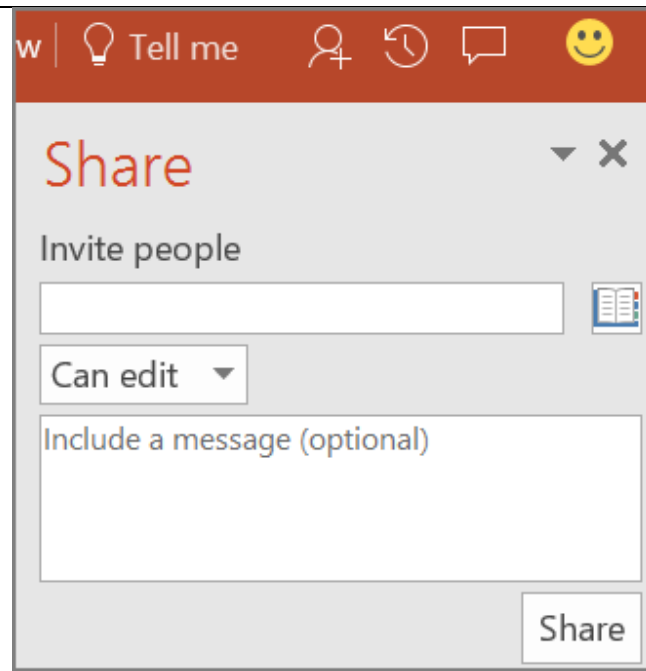 w Tell me
Share
Invite people
Can edit
Include a message (optional)
Share